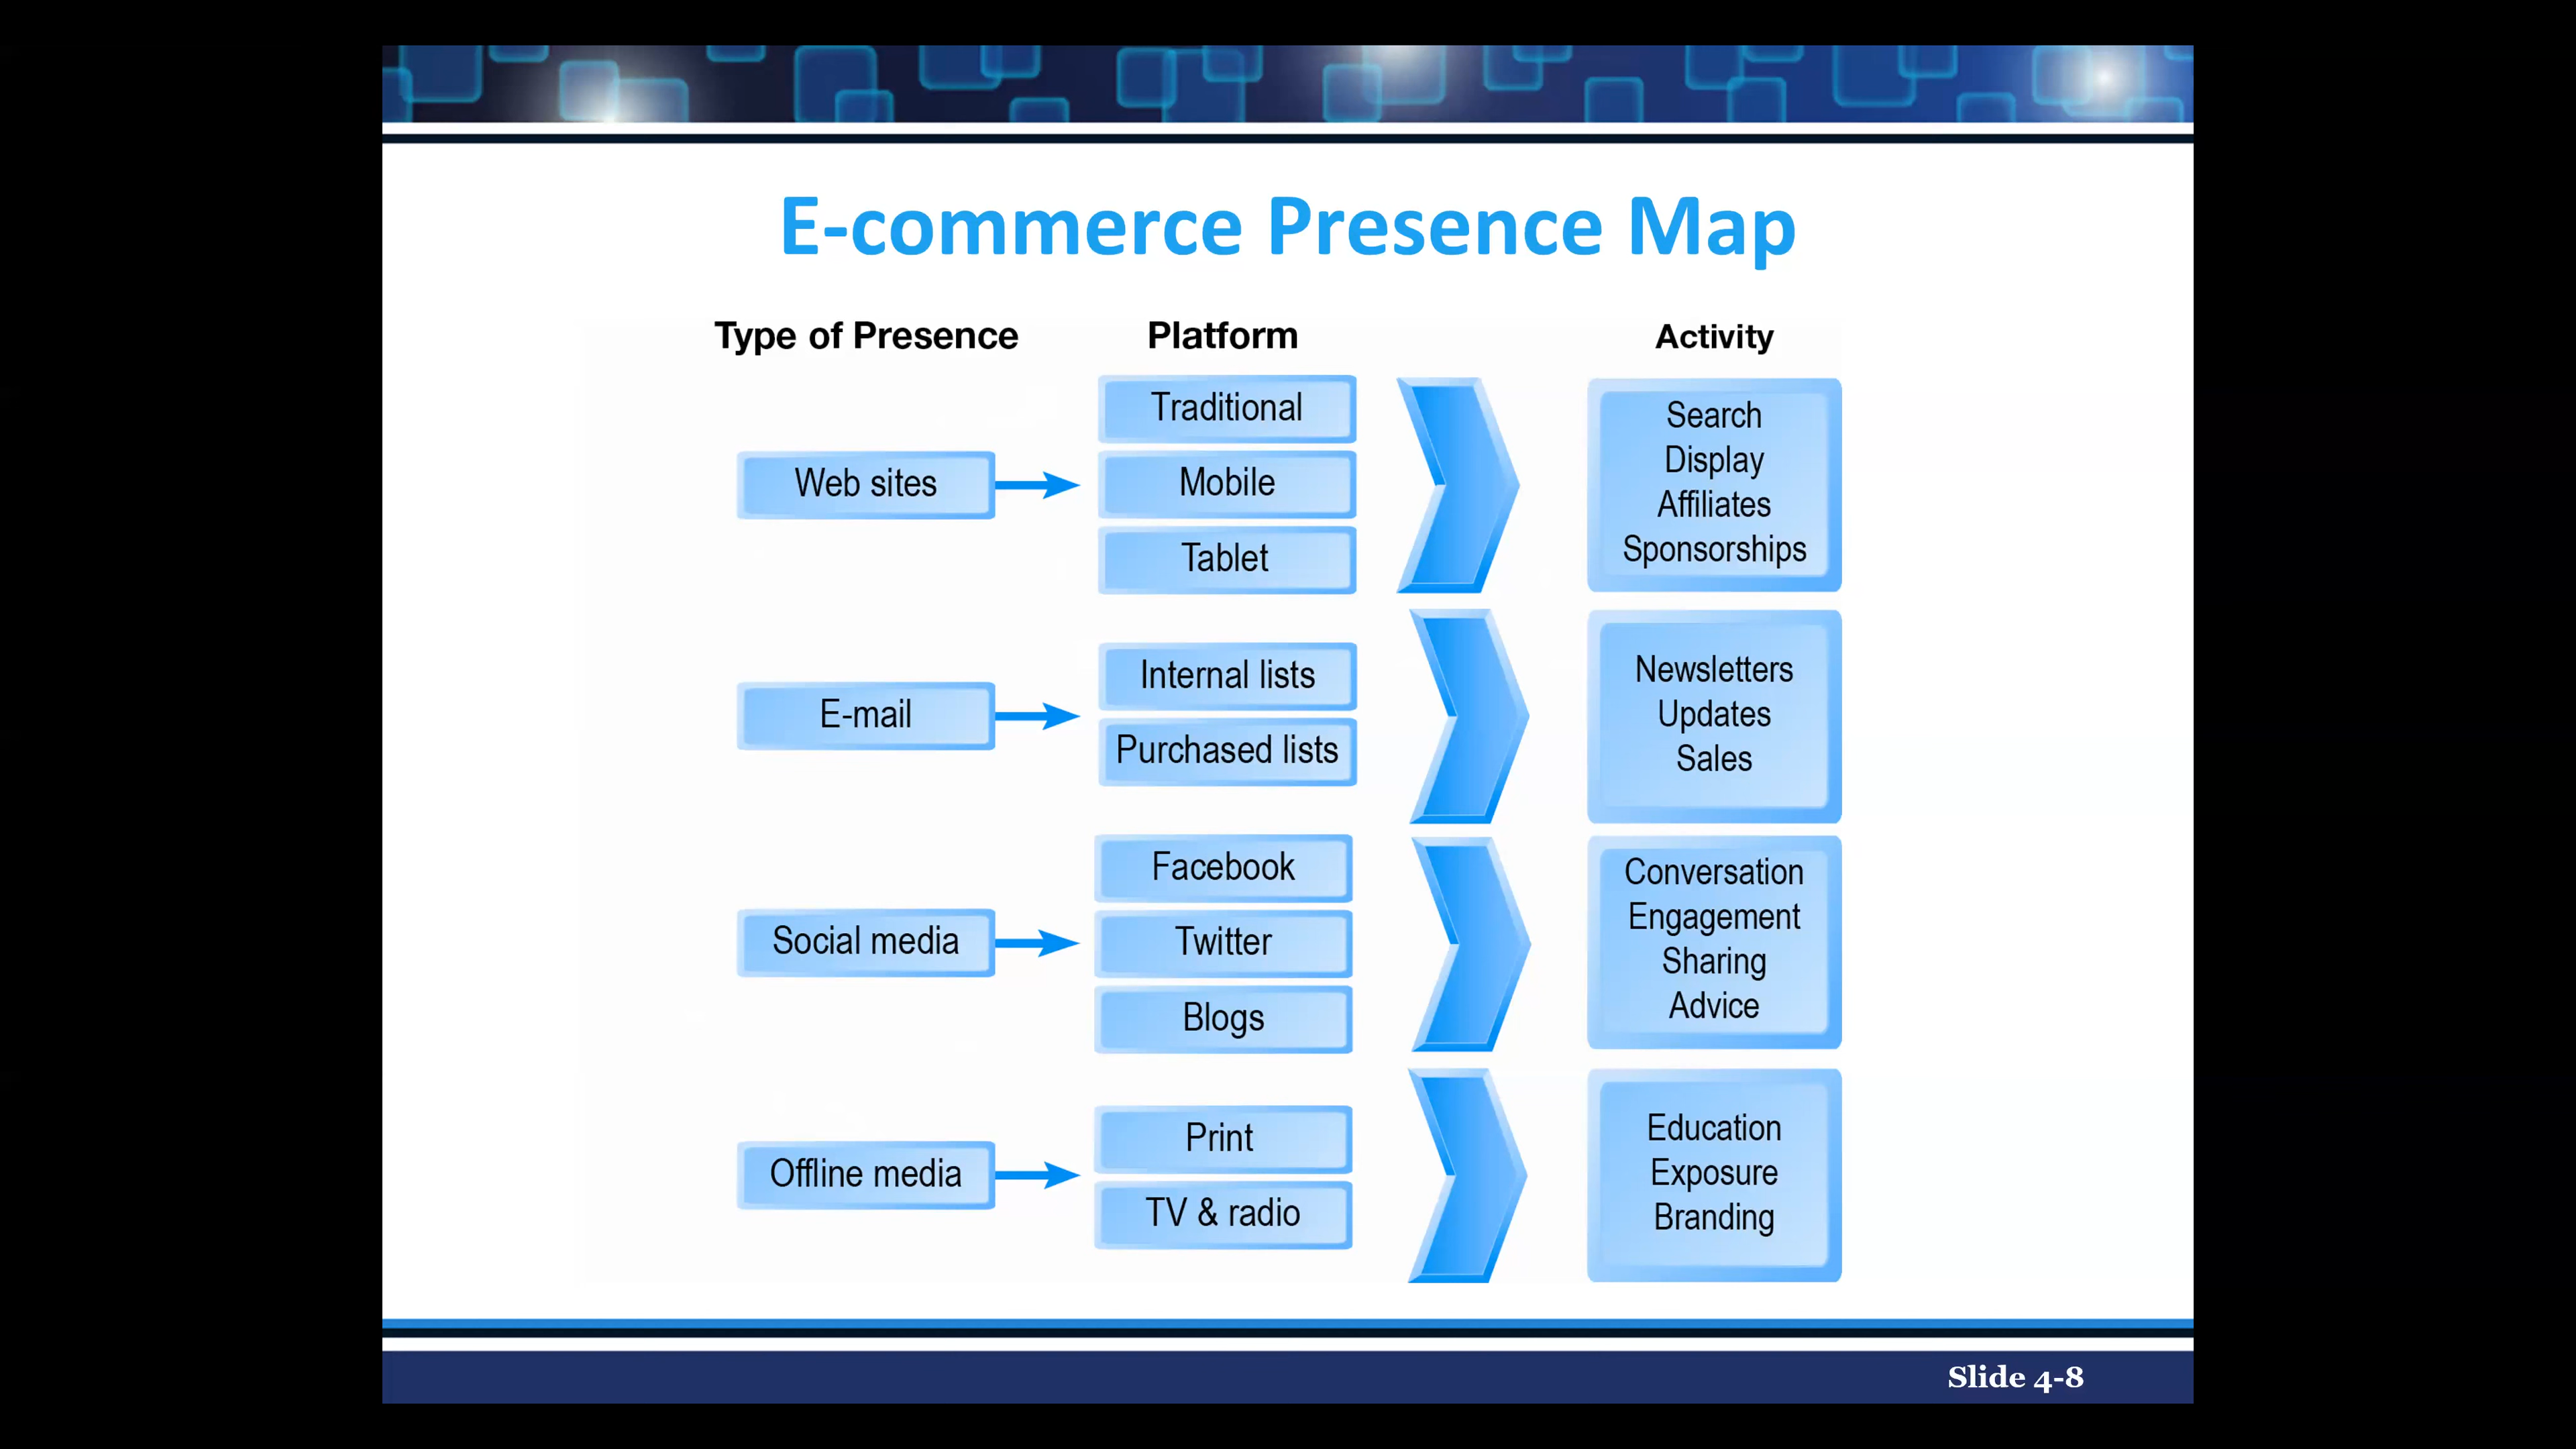 E-commerce Presence Map
Type of Presence
Platform
Activity
Web sites
Traditional
Mobile
Tablet
Search
Display
Affiliates
Sponsorships
E-mail
Internal lists
Purchased lists
Newsletters
Updates
Sales
Social media
Facebook
Twitter
Blogs
Conversation
Engagement
Sharing
Advice
Offline media
Print
TV & radio
Education
Exposure
Branding
Slide 4-8